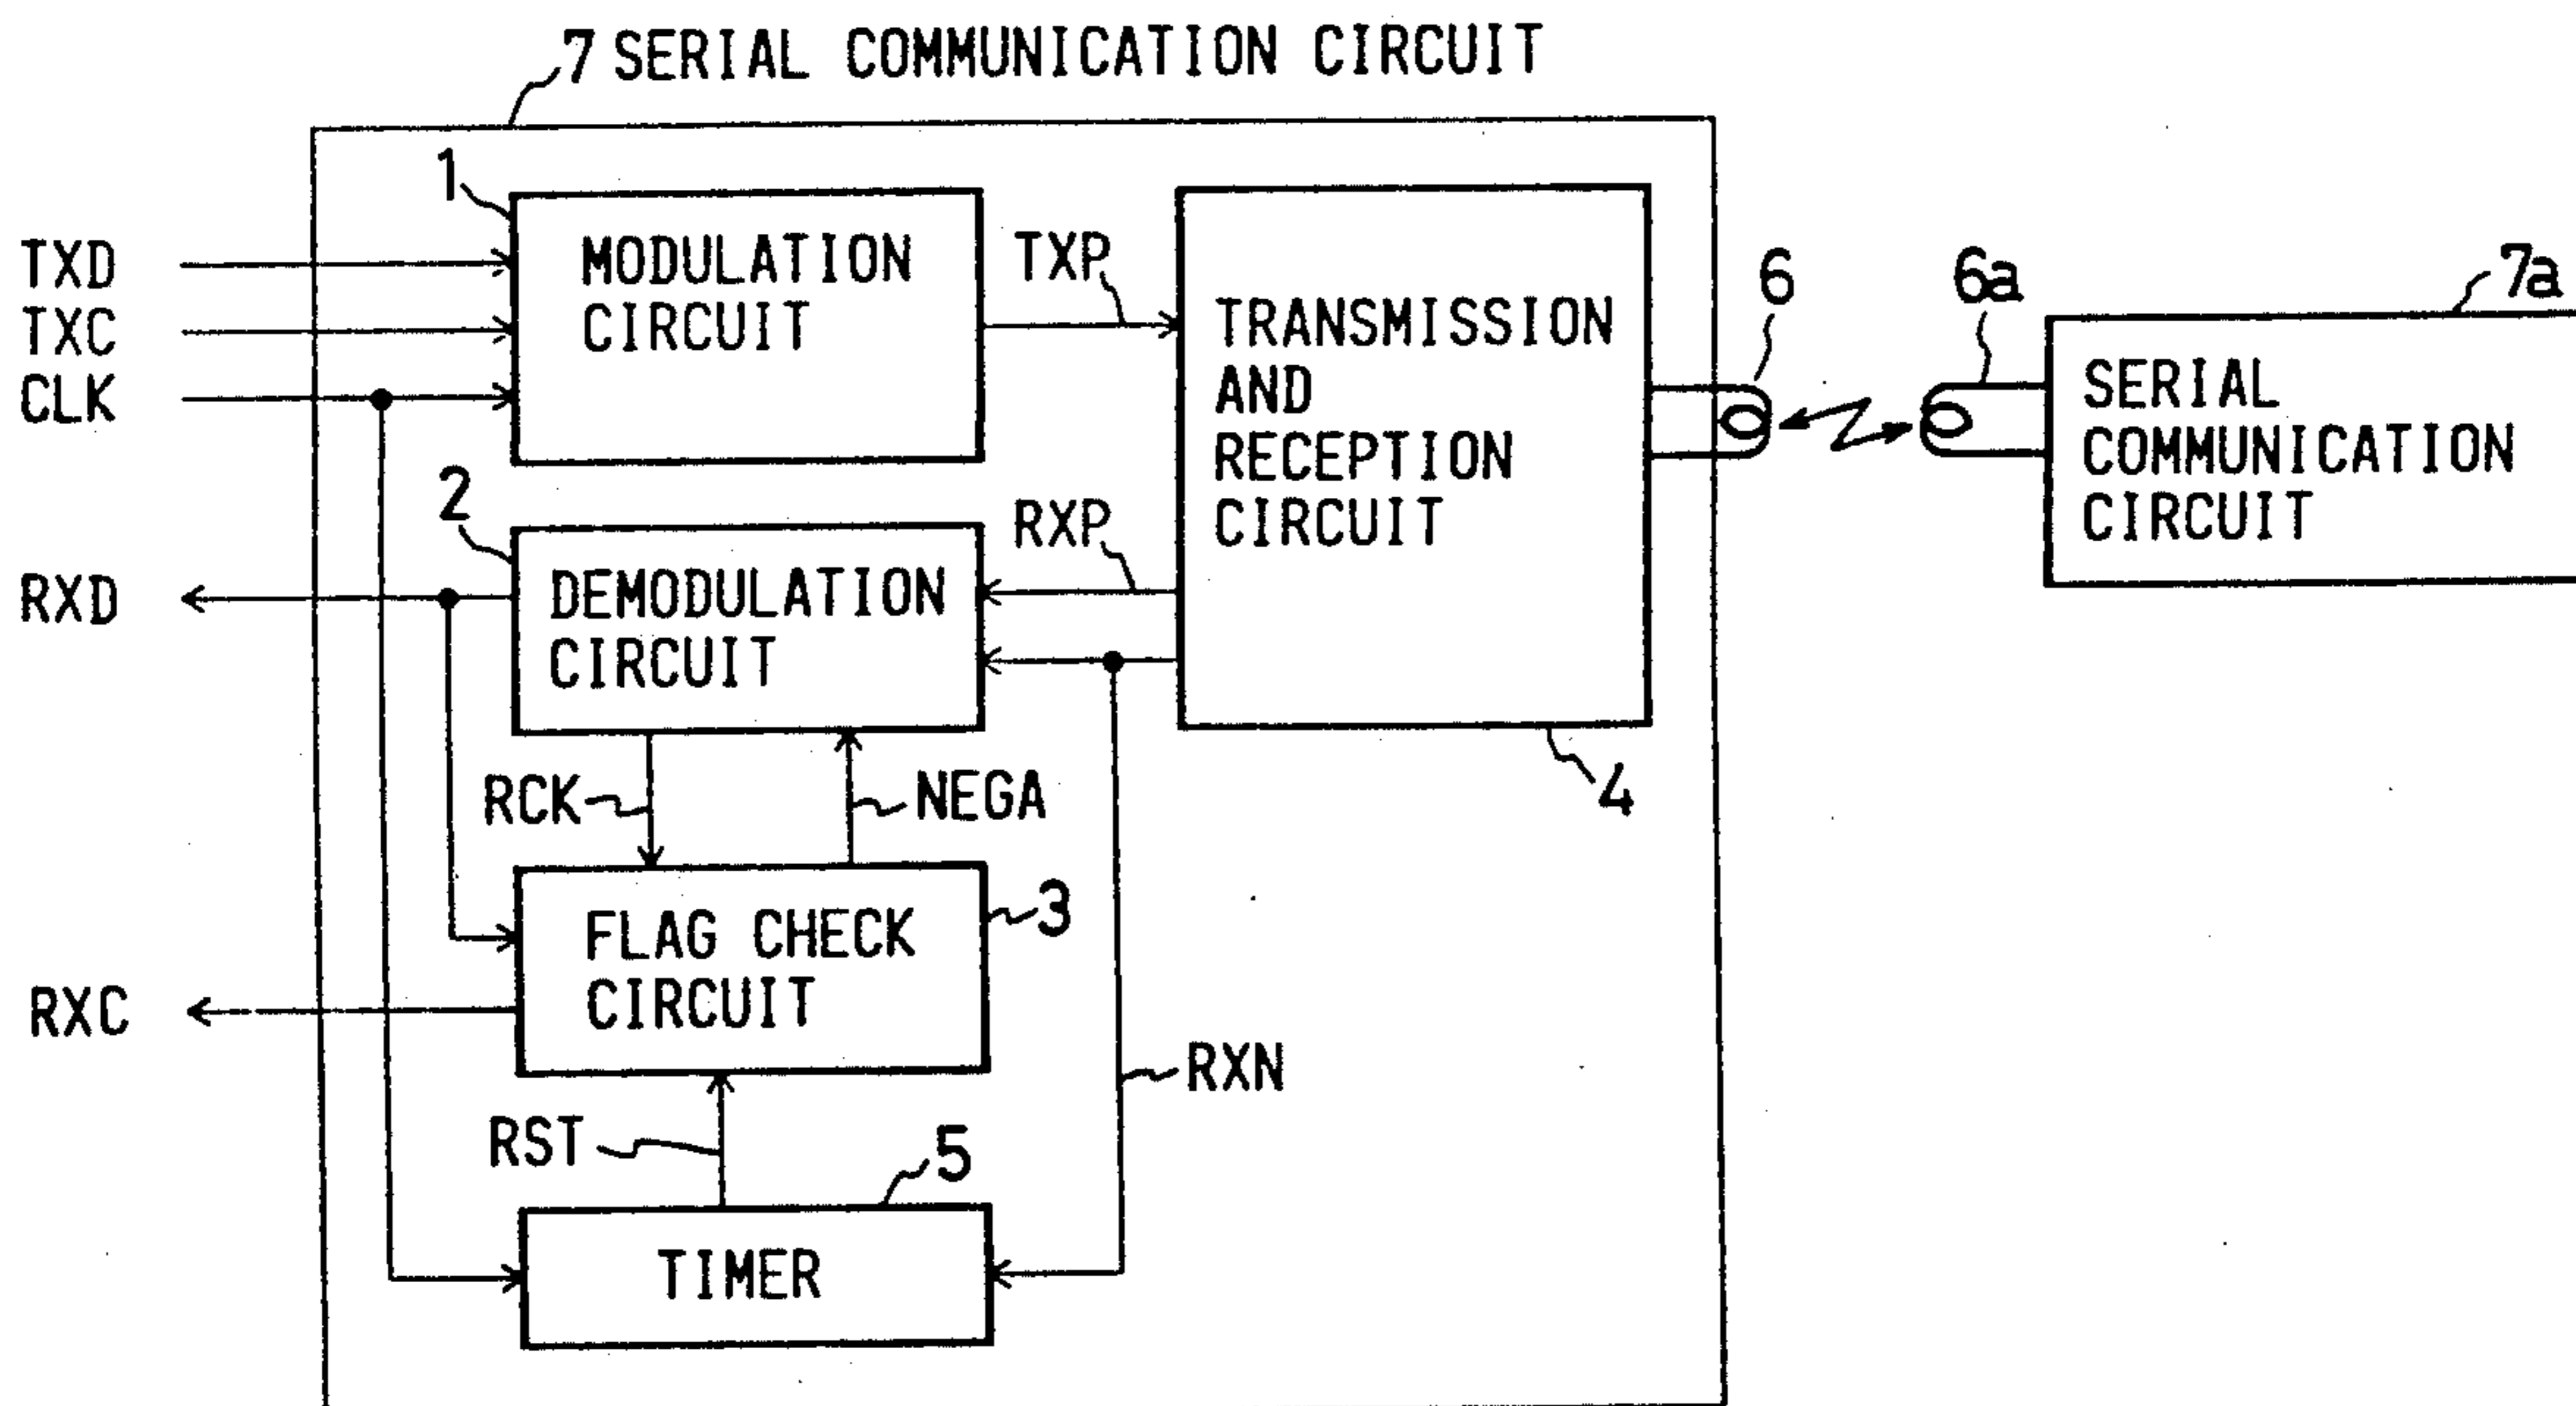 7 SERIAL COMMUNICATION CIRCUIT
1
MODULATION
CIRCUIT
TXD
TXC
CLK
TXP
TRANSMISSION
AND
RECEPTION
CIRCUIT
4
6
6a
7a
SERIAL
COMMUNICATION
CIRCUIT
2
DEMODULATION
CIRCUIT
RXP
RXD
RCK
NEGA
3
FLAG CHECK
CIRCUIT
RXC
RXN
RST
5
TIMER